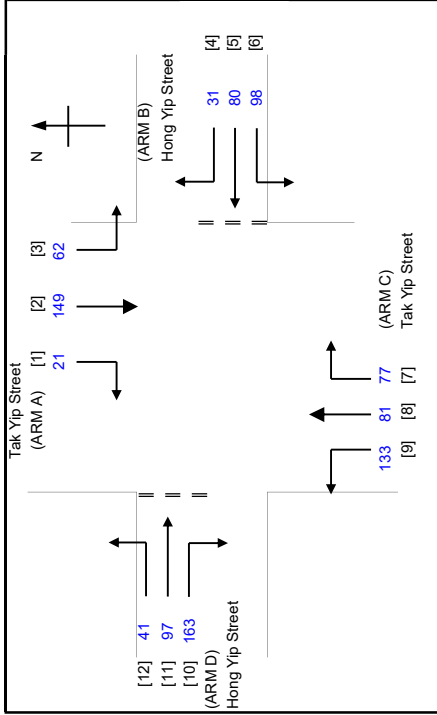 Tak Yip Street
(ARM A)
[1] [2] [3]
21 149 62
N
(ARM B)
Hong Yip Street
31 [4]
80 [5]
98 [6]
[12] 41
[11] 97
[10] 163
(ARM D)
Hong Yip Street
133 81 77
[9] [8] [7]
(ARM C)
Tak Yip Street